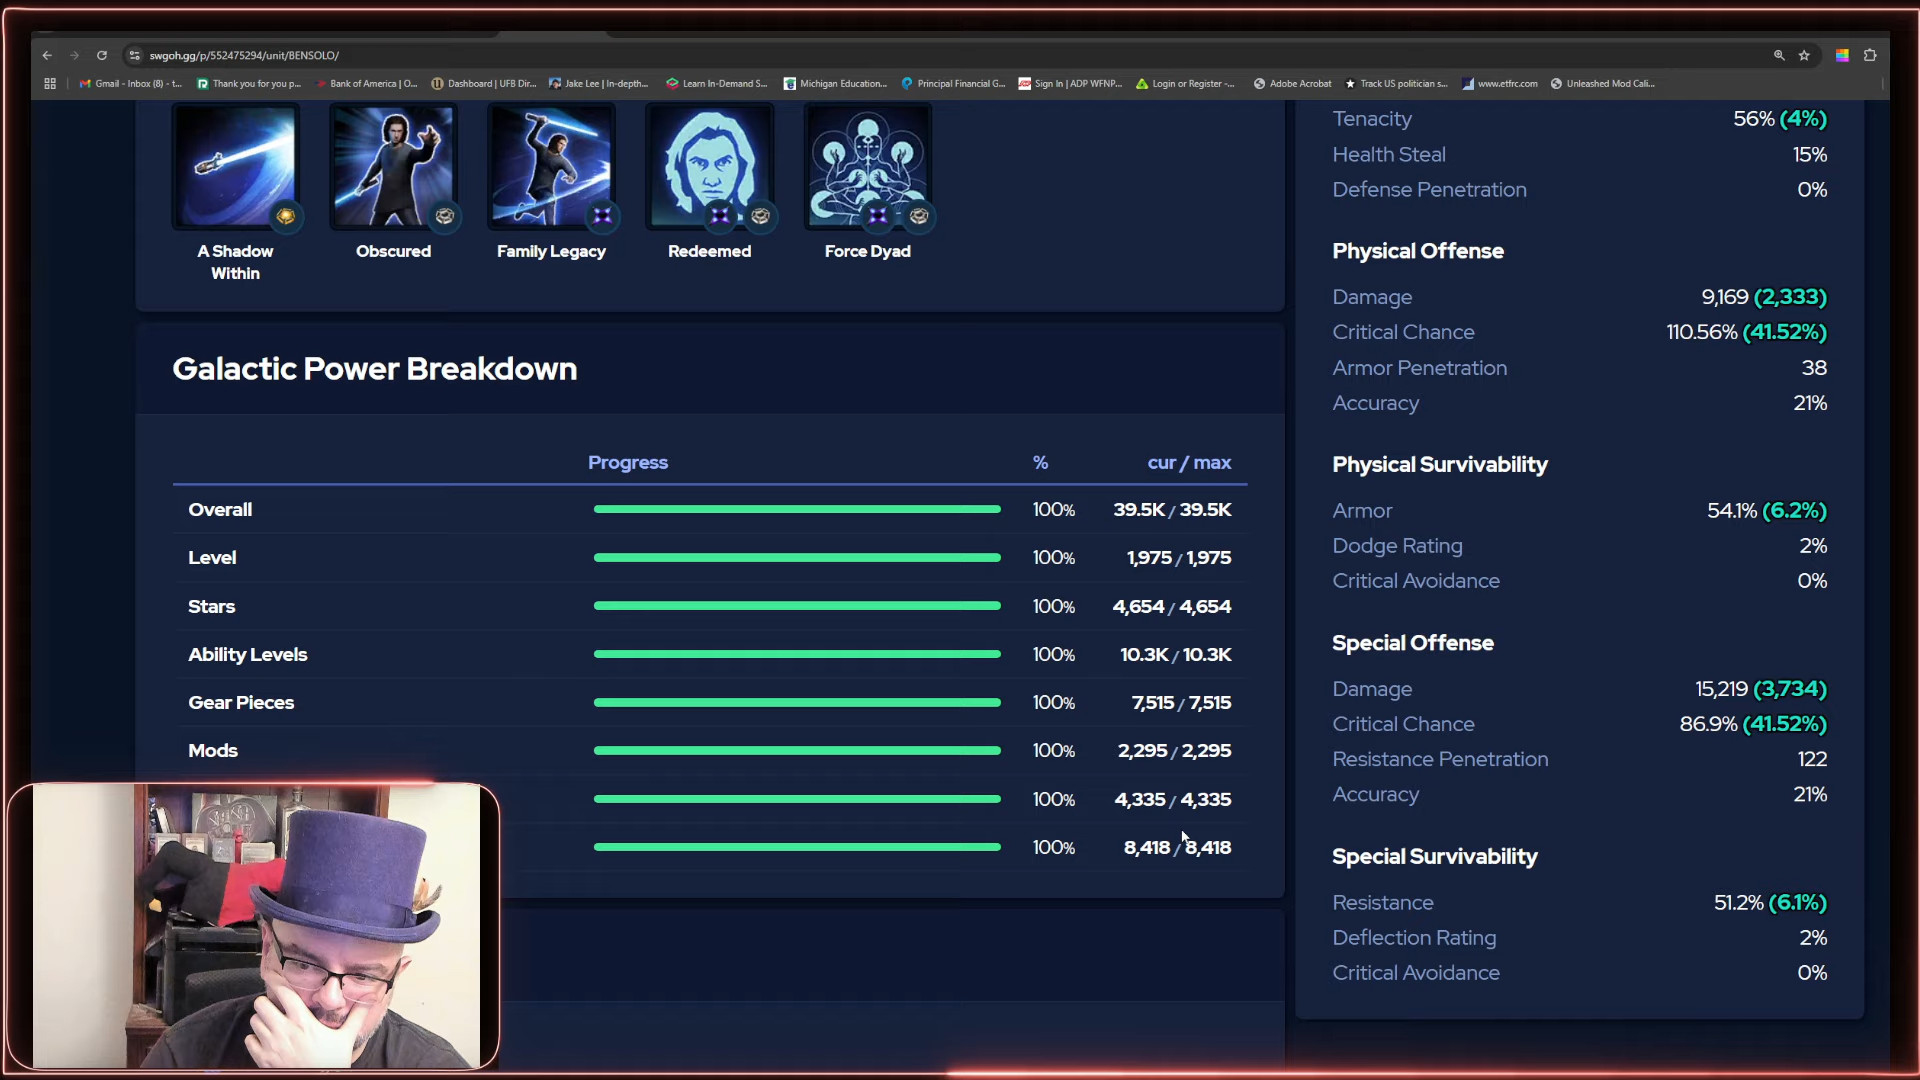 swgoh.gg/p/552475294/unit/BENSOLO/
Gmail - Inbox (8) - t...
Thank you for you p...
Bank of America | O...
Dashboard | UFB Dir...
Jake Lee | In-depth...
Learn In-Demand S...
Michigan Education...
Principal Financial G...
Sign In | ADP WFNP...
Login or Register -...
Adobe Acrobat
Track US politician s...
www.etfrc.com
Unleashed Mod Cali...
A Shadow
Within
Obscured
Family Legacy
Redeemed
Force Dyad
Galactic Power Breakdown
Progress % cur / max
Overall 100% 39.5K / 39.5K
Level 100% 1,975 / 1,975
Stars 100% 4,654 / 4,654
Ability Levels 100% 10.3K / 10.3K
Gear Pieces 100% 7,515 / 7,515
Mods 100% 2,295 / 2,295
100% 4,335 / 4,335
100% 8,418 / 8,418
Tenacity 56% (4%)
Health Steal 15%
Defense Penetration 0%
Physical Offense
Damage 9,169 (2,333)
Critical Chance 110.56% (41.52%)
Armor Penetration 38
Accuracy 21%
Physical Survivability
Armor 54.1% (6.2%)
Dodge Rating 2%
Critical Avoidance 0%
Special Offense
Damage 15,219 (3,734)
Critical Chance 86.9% (41.52%)
Resistance Penetration 122
Accuracy 21%
Special Survivability
Resistance 51.2% (6.1%)
Deflection Rating 2%
Critical Avoidance 0%